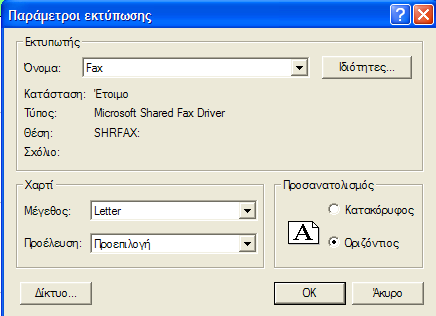 Παράμετροι εκτύπωσης
Εκτυπωτής
Όνομα: Fax Ιδιότητες...
Κατάσταση: Έτοιμο
Τύπος: Microsoft Shared Fax Driver
Θέση: SHRFAX:
Σχόλιο:
Χαρτί Προσανατολισμός
Μέγεθος: Letter Κατακόρυφος
Προέλευση: Προεπιλογή A Οριζόντιος
Δίκτυο... OK Άκυρο